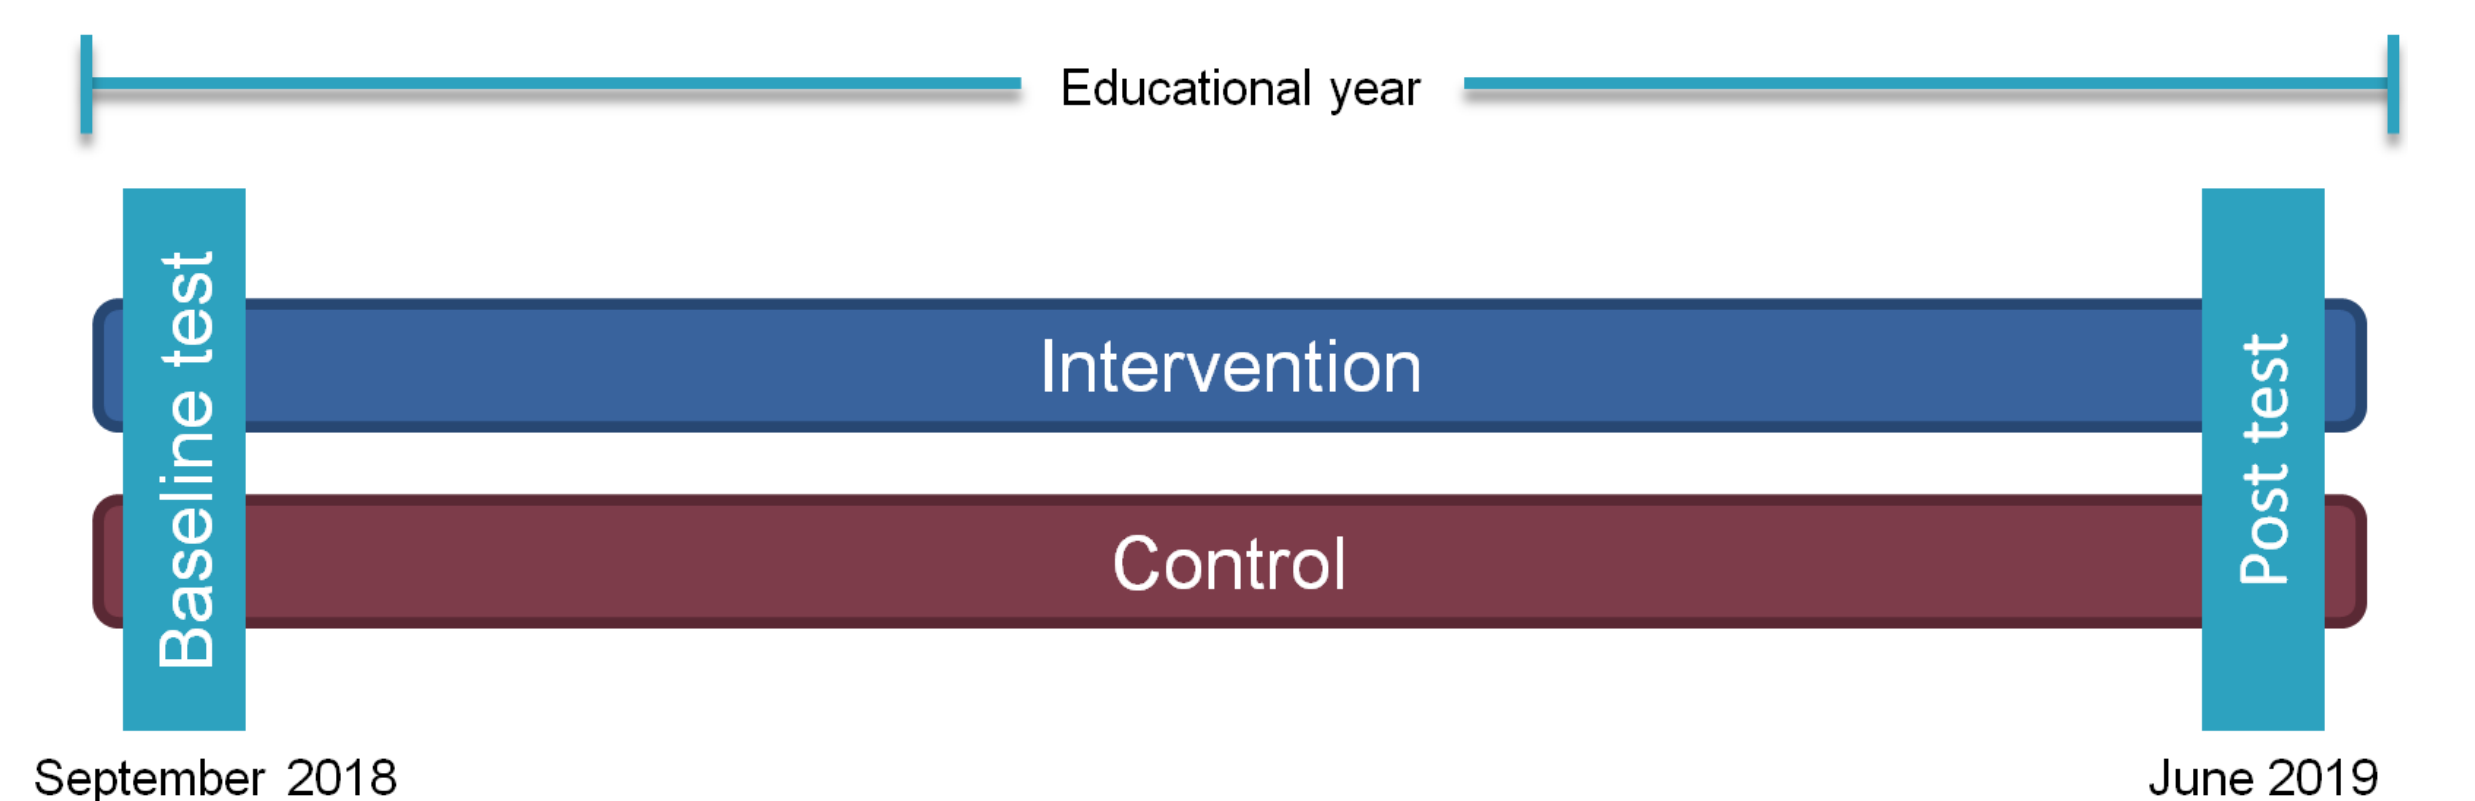 Educational year
Baseline test
Intervention
Control
Post test
September 2018
June 2019